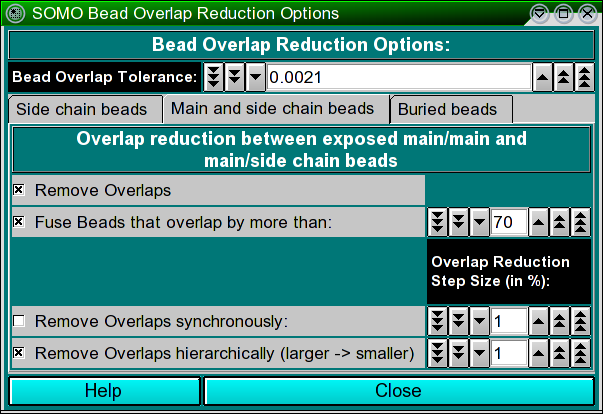 SOMO Bead Overlap Reduction Options
Bead Overlap Reduction Options:
Bead Overlap Tolerance: 0.0021
Side chain beads Main and side chain beads Buried beads
Overlap reduction between exposed main/main and
main/side chain beads
Remove Overlaps
Fuse Beads that overlap by more than: 70
Overlap Reduction
Step Size (in %):
Remove Overlaps synchronously: 1
Remove Overlaps hierarchically (larger -> smaller) 1
Help Close